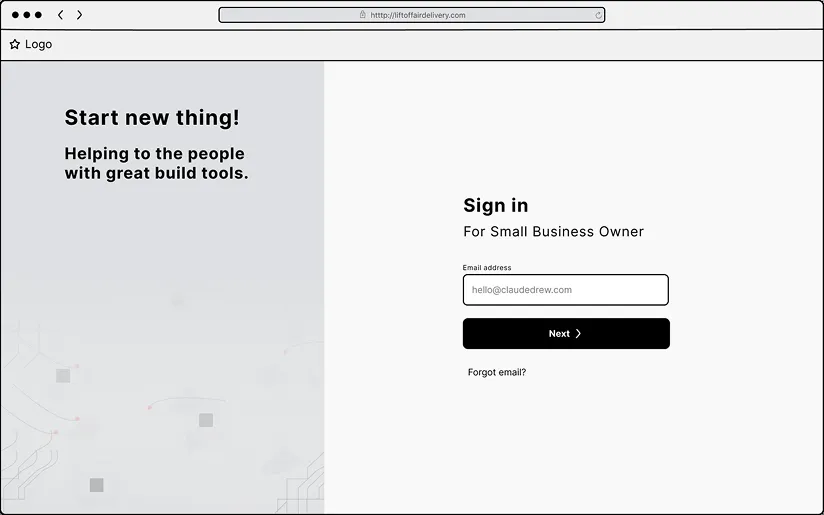 htttp://liftoffairdelivery.com
Logo
Start new thing!
Helping to the people
with great build tools.
Sign in
For Small Business Owner
Email address
hello@claudedrew.com
Next
Forgot email?